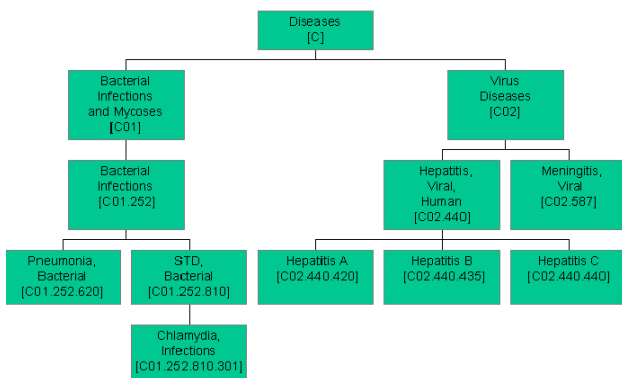 Diseases
[C]
Bacterial
Infections
and Mycoses
[C01]
Virus
Diseases
[C02]
Bacterial
Infections
[C01.252]
Hepatitis,
Viral,
Human
[C02.440]
Meningitis,
Viral
[C02.587]
Pneumonia,
Bacterial
[C01.252.620]
STD,
Bacterial
[C01.252.810]
Hepatitis A
[C02.440.420]
Hepatitis B
[C02.440.435]
Hepatitis C
[C02.440.440]
Chlamydia,
Infections
[C01.252.810.301]